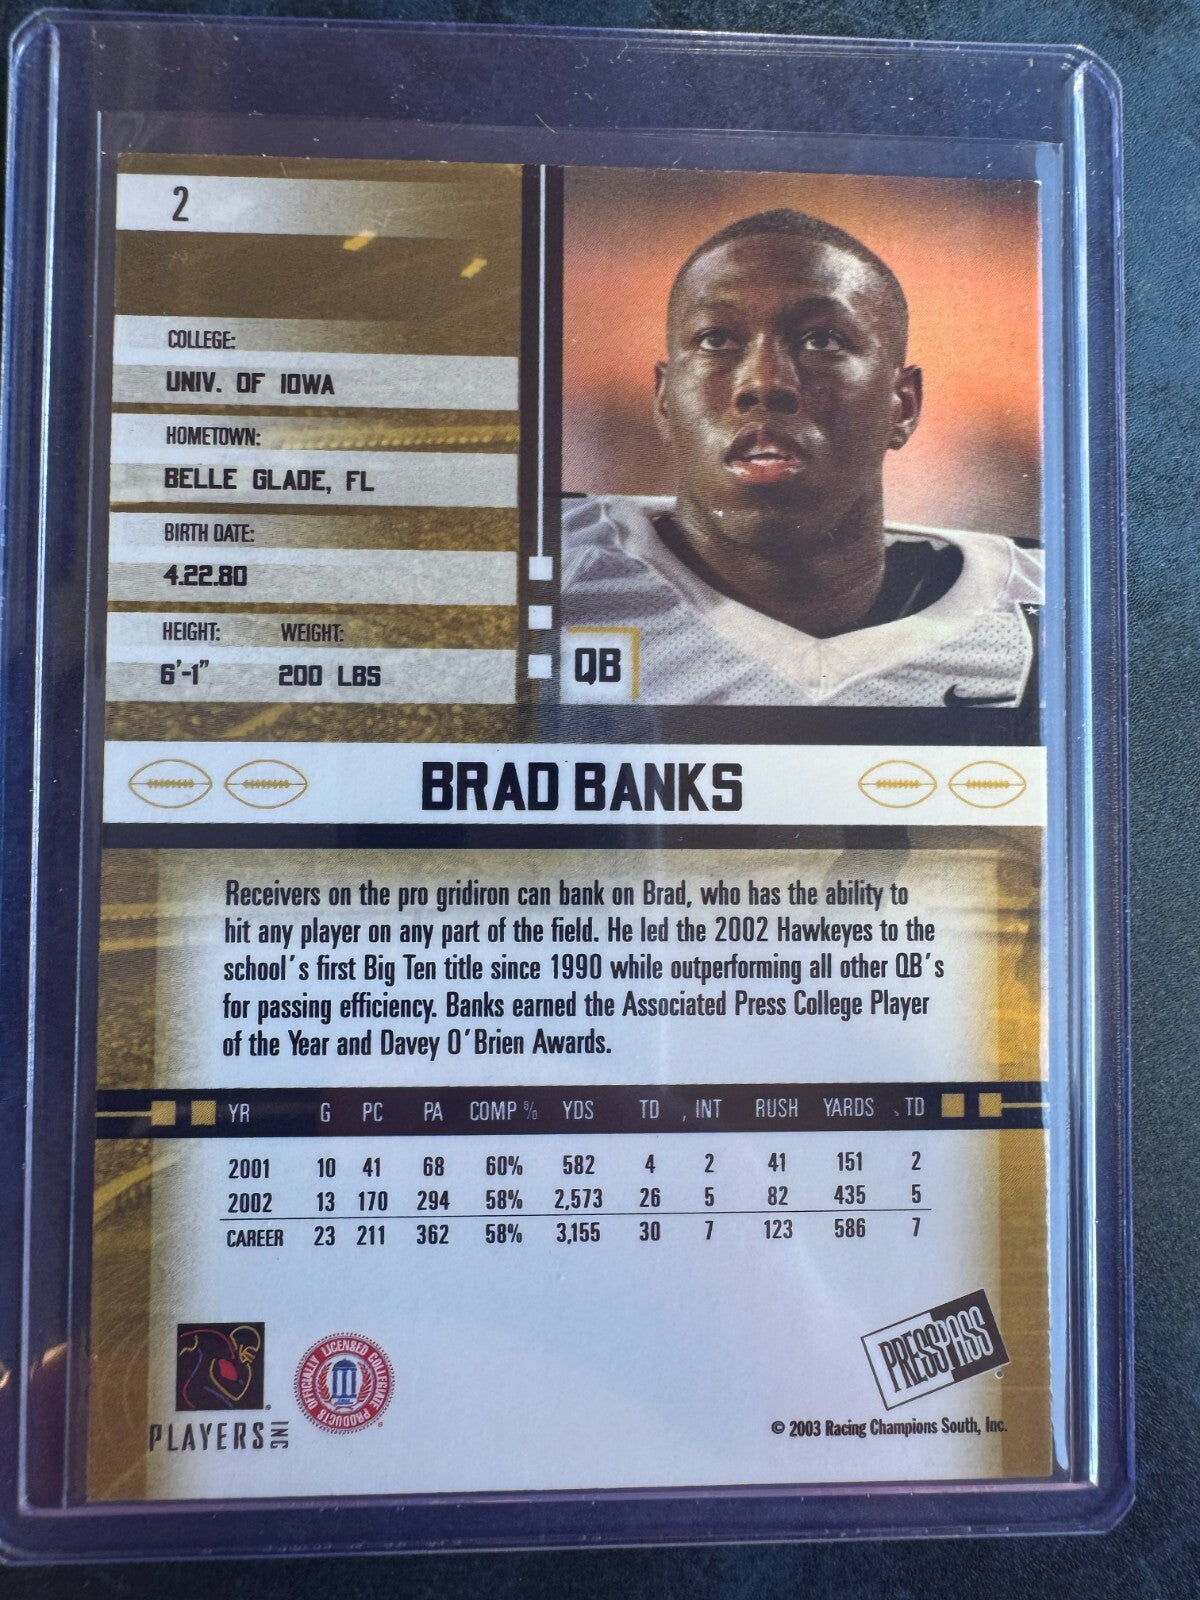 2
COLLEGE:
UNIV. OF IOWA
HOMETOWN:
BELLE GLADE, FL
BIRTH DATE:
4.22.80
HEIGHT: WEIGHT:
6'-1" 200 LBS
QB
BRAD BANKS
Receivers on the pro gridiron can bank on Brad, who has the ability to
hit any player on any part of the field. He led the 2002 Hawkeyes to the
school's first Big Ten title since 1990 while outperforming all other QB's
for passing efficiency. Banks earned the Associated Press College Player
of the Year and Davey O'Brien Awards.
YR G PC PA COMP % YDS TD INT RUSH YARDS TD
2001 10 41 68 60% 582 4 2 41 151 2
2002 13 170 294 58% 2,573 26 5 82 435 5
CAREER 23 211 362 58% 3,155 30 7 123 586 7
PLAYERS INC
OFFICIALLY LICENSED COLLEGIATE PRODUCTS
PRESS PASS
© 2003 Racing Champions South, Inc.